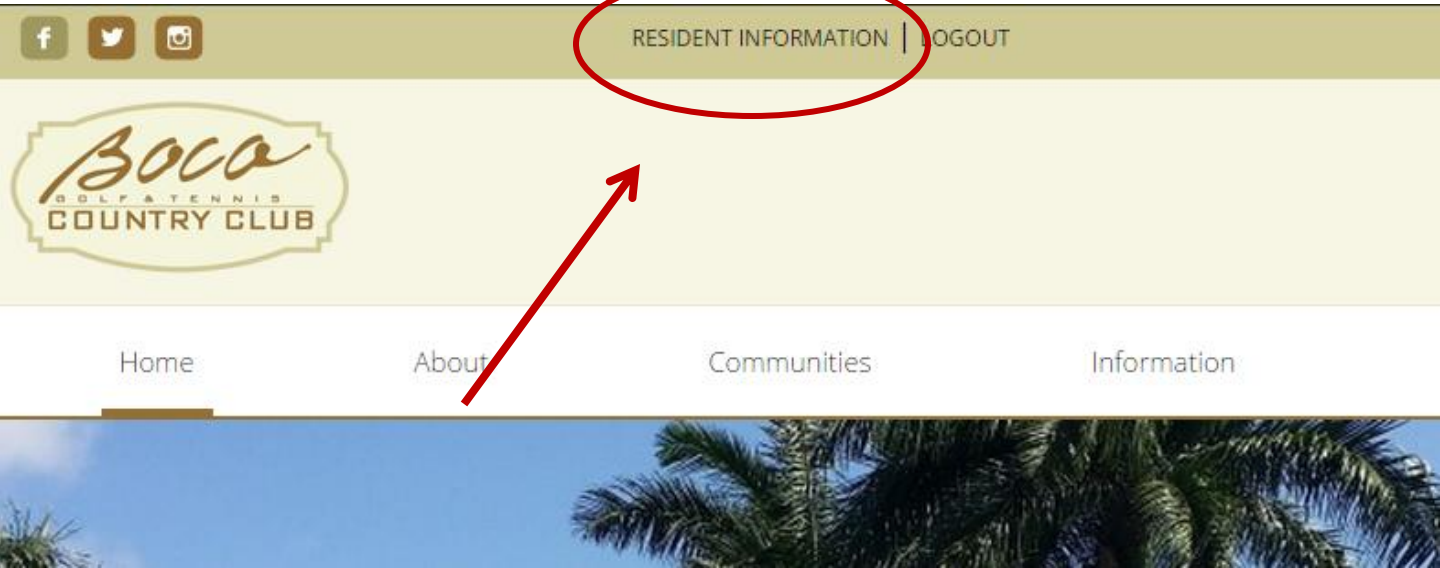 RESIDENT INFORMATION | LOGOUT
Boca
GOLF & TENNIS
COUNTRY CLUB
Home About Communities Information